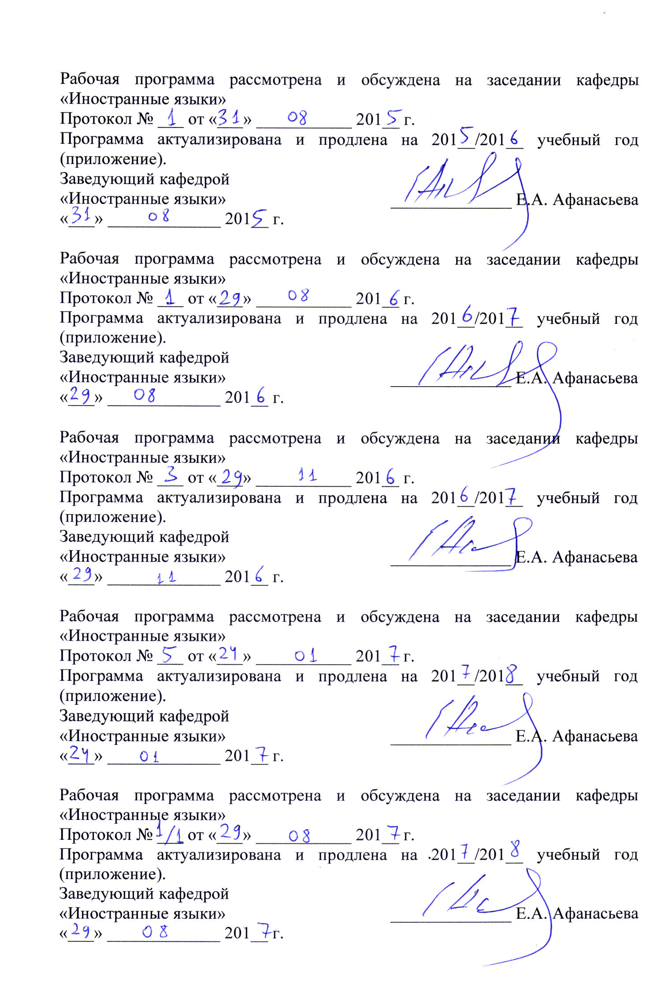 Рабочая программа рассмотрена и обсуждена на заседании кафедры
«Иностранные языки»
Протокол № 1 от «31» 08 2015 г.
Программа актуализирована и продлена на 2015/2016 учебный год
(приложение).
Заведующий кафедрой
«Иностранные языки» Е.А. Афанасьева
«31» 08 2015 г.
Рабочая программа рассмотрена и обсуждена на заседании кафедры
«Иностранные языки»
Протокол № 1 от «29» 08 2016 г.
Программа актуализирована и продлена на 2016/2017 учебный год
(приложение).
Заведующий кафедрой
«Иностранные языки» Е.А. Афанасьева
«29» 08 2016 г.
Рабочая программа рассмотрена и обсуждена на заседании кафедры
«Иностранные языки»
Протокол № 3 от «29» 11 2016 г.
Программа актуализирована и продлена на 2016/2017 учебный год
(приложение).
Заведующий кафедрой
«Иностранные языки» Е.А. Афанасьева
«29» 11 2016 г.
Рабочая программа рассмотрена и обсуждена на заседании кафедры
«Иностранные языки»
Протокол № 5 от «24» 01 2017 г.
Программа актуализирована и продлена на 2017/2018 учебный год
(приложение).
Заведующий кафедрой
«Иностранные языки» Е.А. Афанасьева
«24» 01 2017 г.
Рабочая программа рассмотрена и обсуждена на заседании кафедры
«Иностранные языки»
Протокол № 1/1 от «29» 08 2017 г.
Программа актуализирована и продлена на 2017/2018 учебный год
(приложение).
Заведующий кафедрой
«Иностранные языки» Е.А. Афанасьева
«29» 08 2017 г.